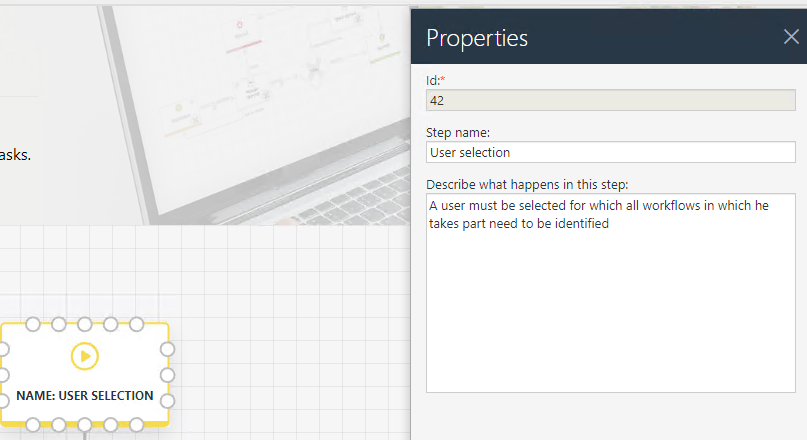 Properties
Id:*
42
Step name:
User selection
Describe what happens in this step:
A user must be selected for which all workflows in which he
takes part need to be identified
asks.
NAME: USER SELECTION